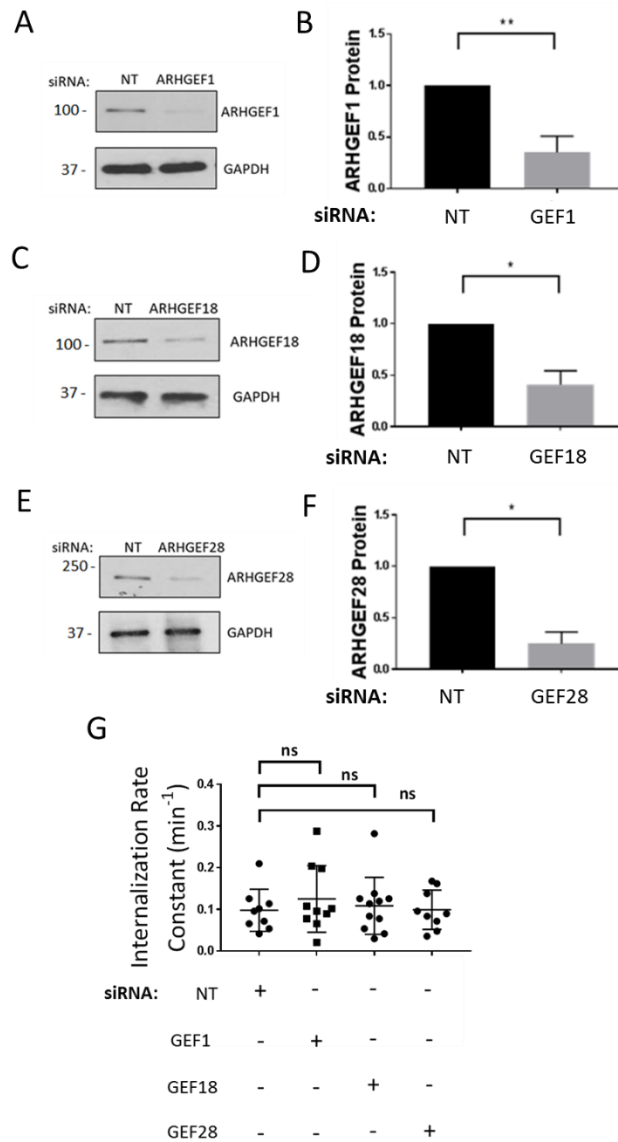 A
siRNA: NT ARHGEF1
100 -
ARHGEF1
37 -
GAPDH
B
**
ARHGEF1 Protein
1.5
1.0
0.5
0.0
siRNA: NT GEF1
C
siRNA: NT ARHGEF18
100 -
ARHGEF18
37 -
GAPDH
D
*
ARHGEF18 Protein
1.5
1.0
0.5
0.0
siRNA: NT GEF18
E
siRNA: NT ARHGEF28
250 -
ARHGEF28
37 -
GAPDH
F
*
ARHGEF28 Protein
1.5
1.0
0.5
0.0
siRNA: NT GEF28
G
ns
ns
ns
Internalization Rate
Constant (min⁻¹)
0.4
0.3
0.2
0.1
0.0
siRNA: NT + - - -
GEF1 - + - -
GEF18 - - + -
GEF28 - - - +